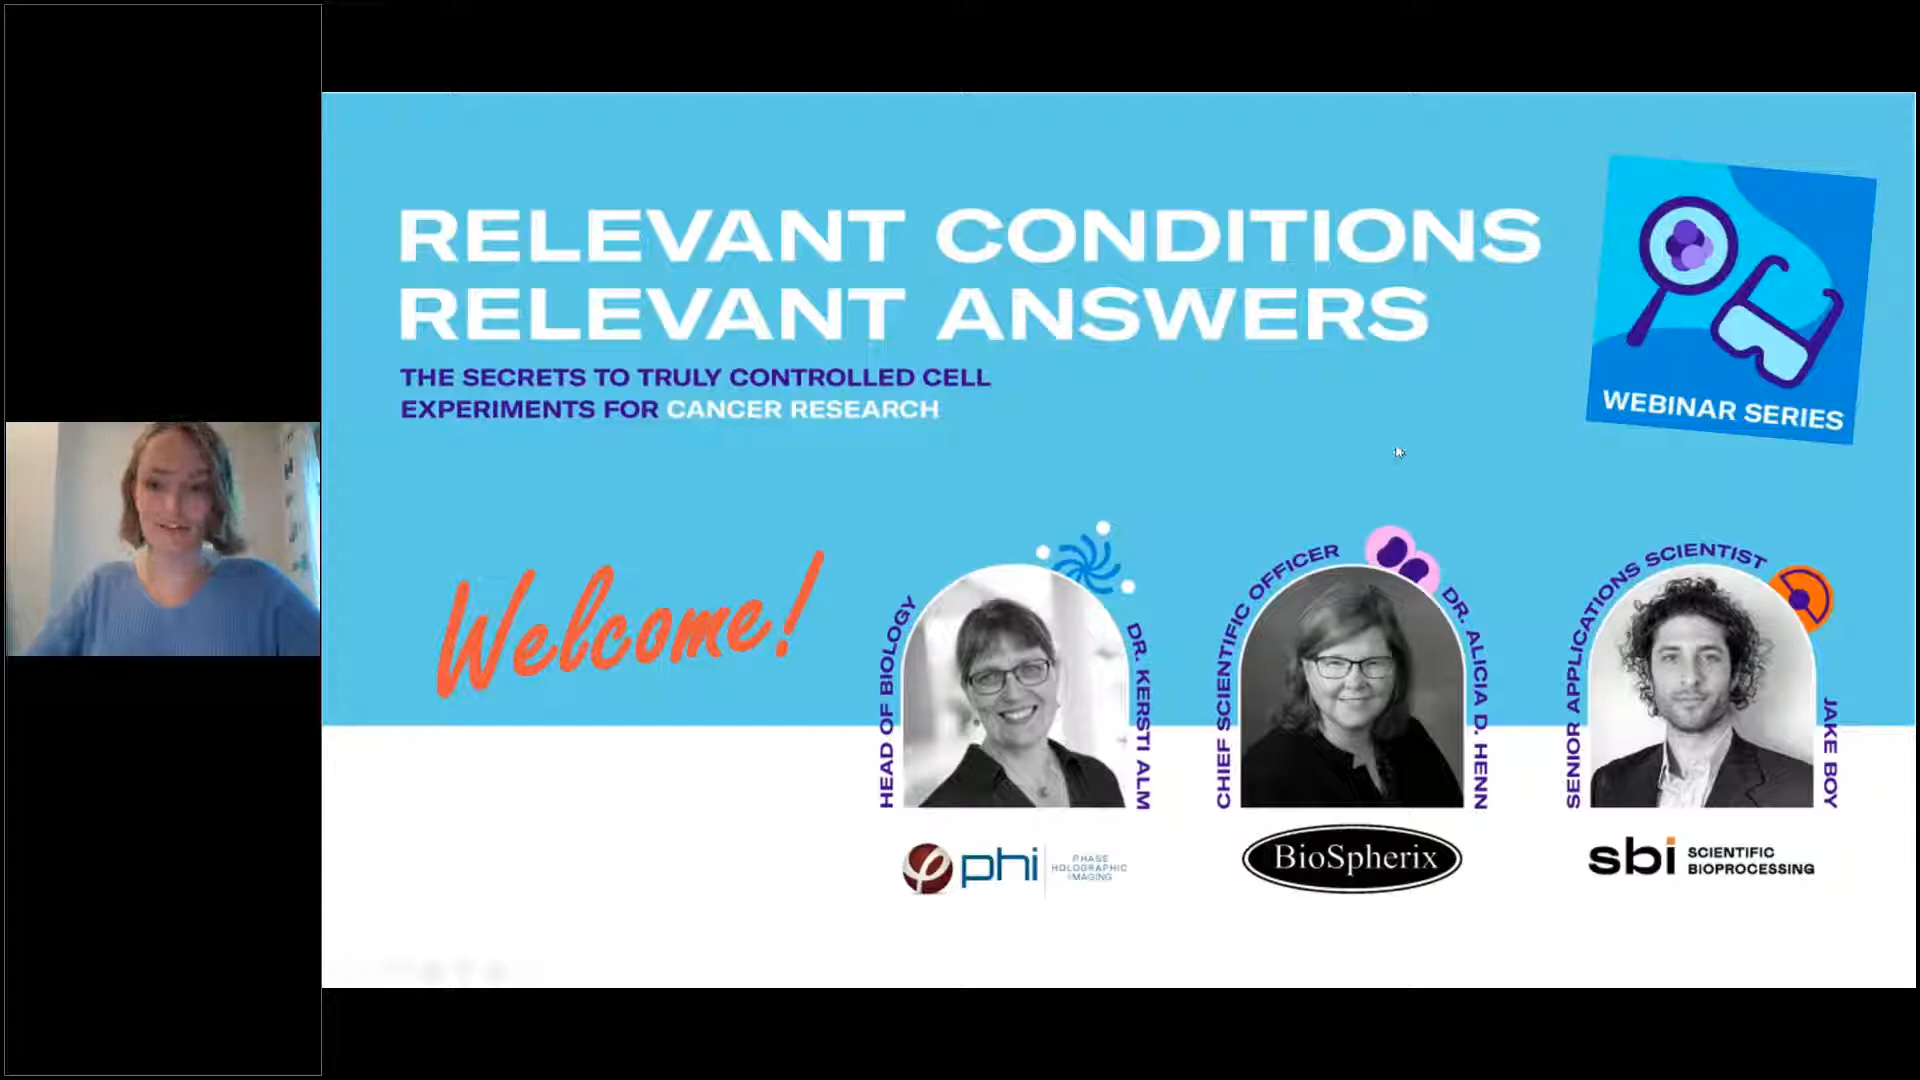 RELEVANT CONDITIONS
RELEVANT ANSWERS
THE SECRETS TO TRULY CONTROLLED CELL
EXPERIMENTS FOR CANCER RESEARCH
WEBINAR SERIES
Welcome!
HEAD OF BIOLOGY
DR. KERSTI ALM
CHIEF SCIENTIFIC OFFICER
DR. ALICIA D. HENN
SENIOR APPLICATIONS SCIENTIST
JAKE BOY
phi
PHASE
HOLOGRAPHIC
IMAGING
BioSpherix
sbi
SCIENTIFIC
BIOPROCESSING